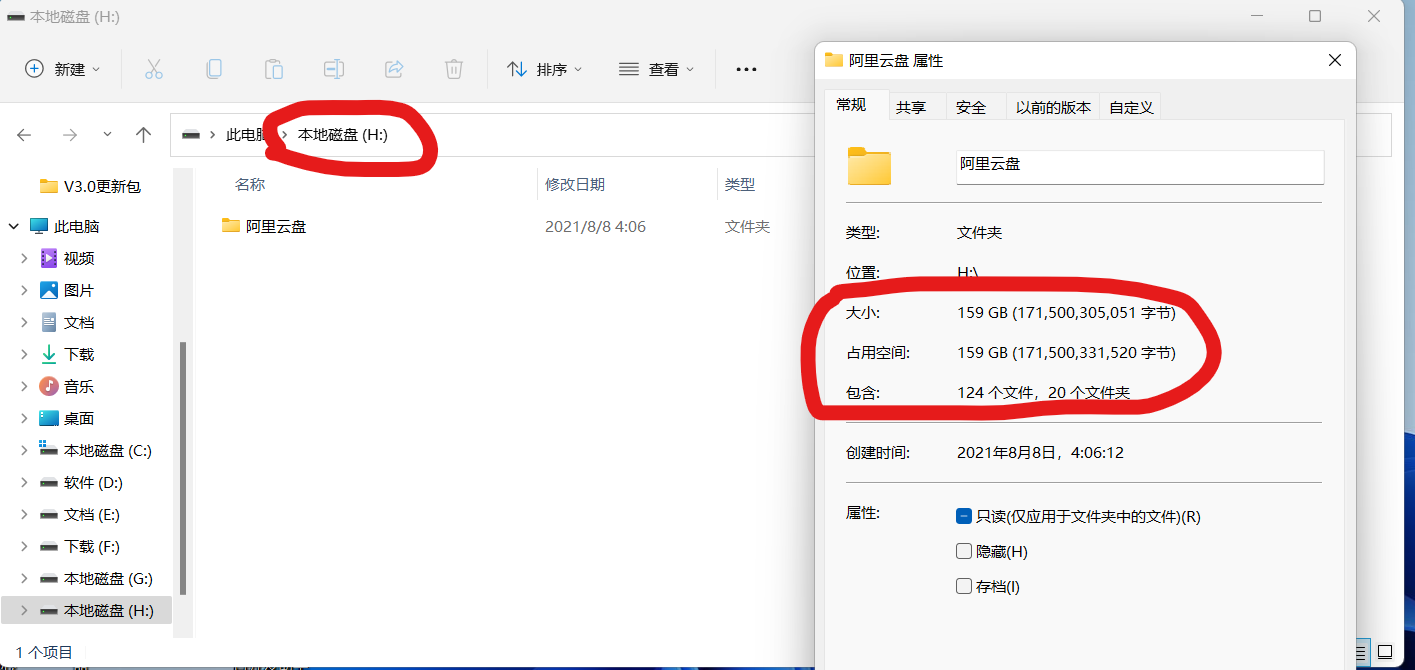 本地磁盘 (H:)
新建
排序
查看
此电脑
本地磁盘 (H:)
名称
修改日期
类型
V3.0更新包
此电脑
视频
图片
文档
下载
音乐
桌面
本地磁盘 (C:)
软件 (D:)
文档 (E:)
下载 (F:)
本地磁盘 (G:)
本地磁盘 (H:)
阿里云盘
2021/8/8 4:06
文件夹
1 个项目
阿里云盘 属性
常规
共享
安全
以前的版本
自定义
阿里云盘
类型:
文件夹
位置:
H:\
大小:
159 GB (171,500,305,051 字节)
占用空间:
159 GB (171,500,331,520 字节)
包含:
124 个文件，20 个文件夹
创建时间:
2021年8月8日，4:06:12
属性:
只读(仅应用于文件夹中的文件)(R)
隐藏(H)
存档(I)